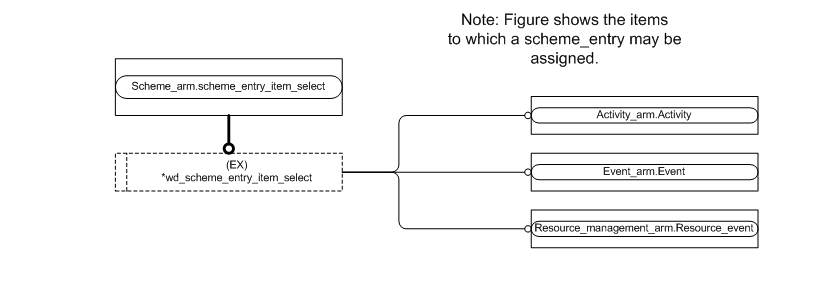 Note: Figure shows the items
to which a scheme_entry may be
assigned.
Scheme_arm.scheme_entry_item_select
Activity_arm.Activity
(EX)
*wd_scheme_entry_item_select
Event_arm.Event
Resource_management_arm.Resource_event